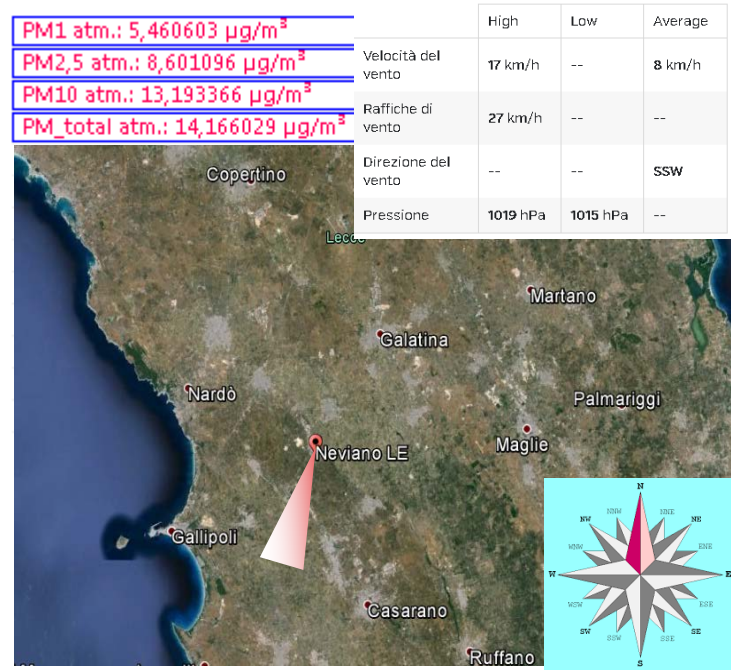 PM1 atm.: 5,460603 µg/m³
PM2,5 atm.: 8,601096 µg/m³
PM10 atm.: 13,193366 µg/m³
PM_total atm.: 14,166029 µg/m³
High Low Average
Velocità del
vento
17 km/h -- 8 km/h
Raffiche di
vento
27 km/h -- --
Direzione del
vento
-- -- SSW
Pressione 1019 hPa 1015 hPa --
Copertino
Lecce
Martano
Galatina
Nardò
Palmariggi
Maglie
Neviano LE
Gallipoli
Casarano
Ruffano
N
NNW NNE
NW NE
WNW ENE
W E
WSW ESE
SW SE
SSW SSE
S